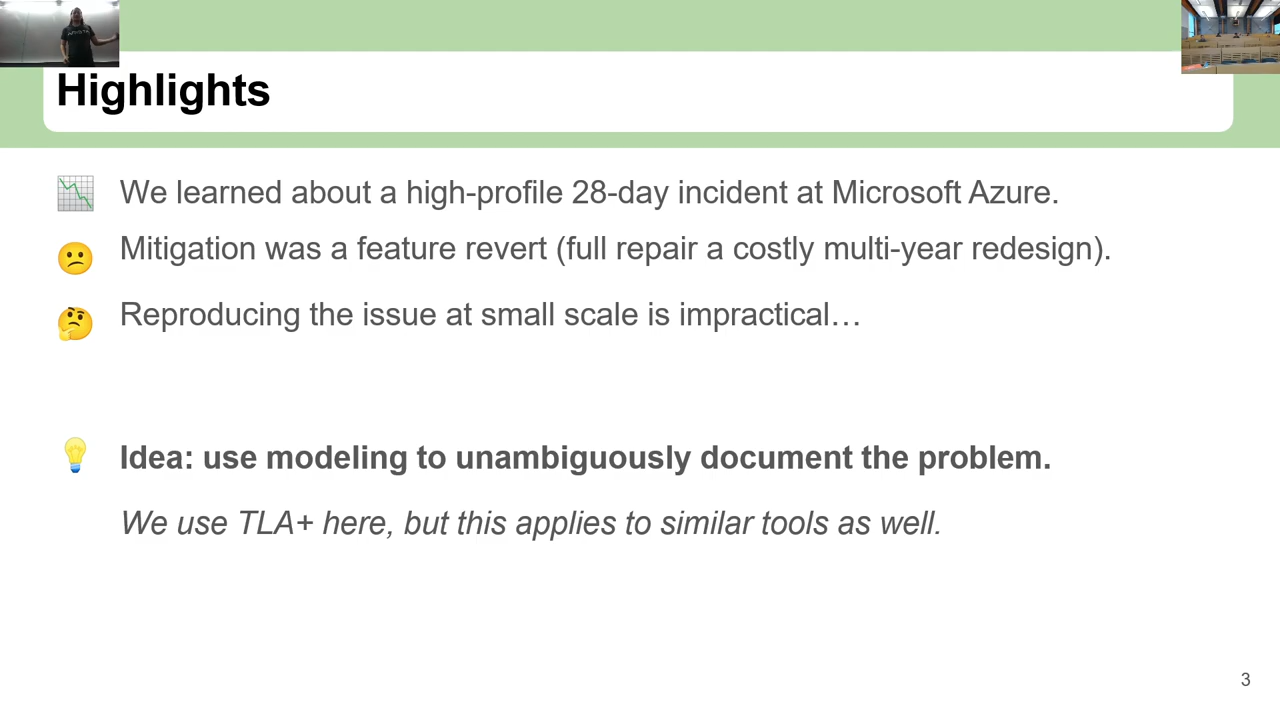 Highlights
We learned about a high-profile 28-day incident at Microsoft Azure.
Mitigation was a feature revert (full repair a costly multi-year redesign).
Reproducing the issue at small scale is impractical…
Idea: use modeling to unambiguously document the problem.
We use TLA+ here, but this applies to similar tools as well.
3